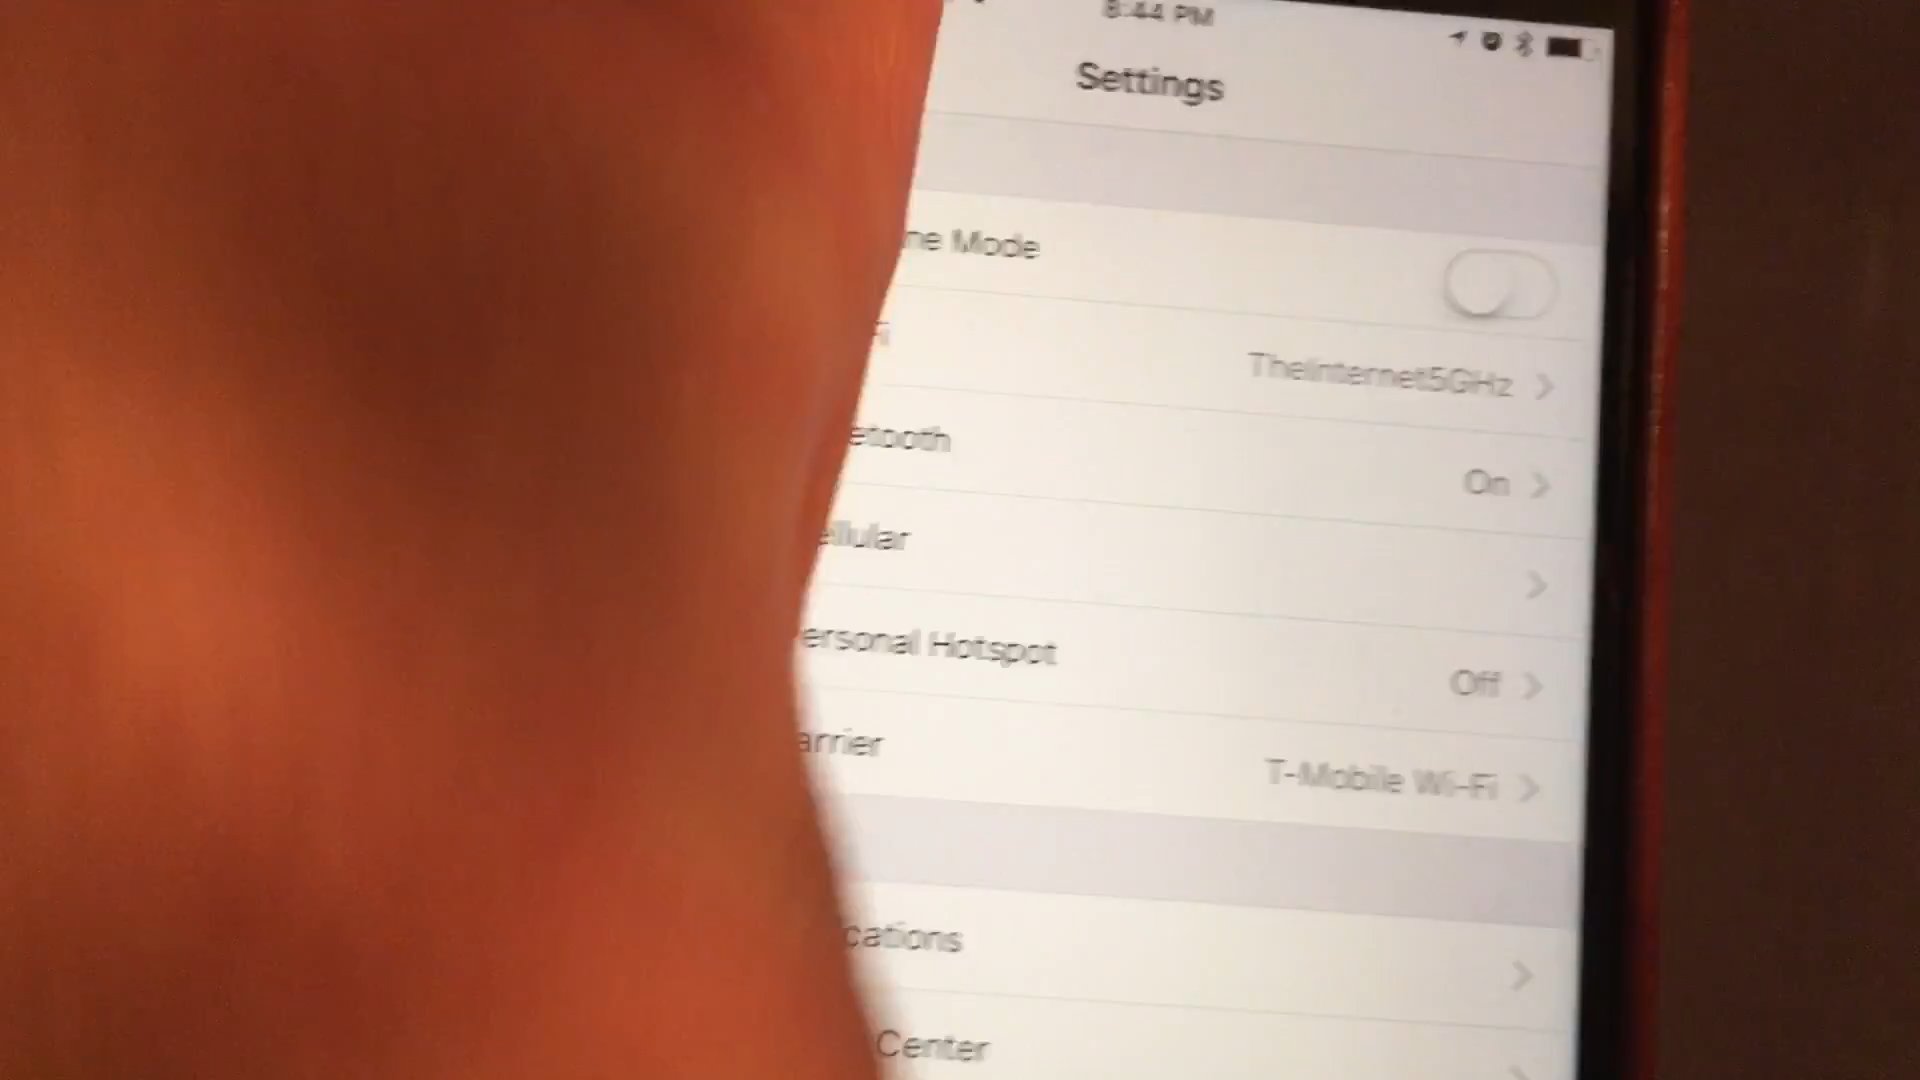 8:44 PM
Settings
ne Mode
Fi
TheInternet5GHz
etooth
On
ellular
ersonal Hotspot
Off
arrier
T-Mobile Wi-Fi
cations
Center